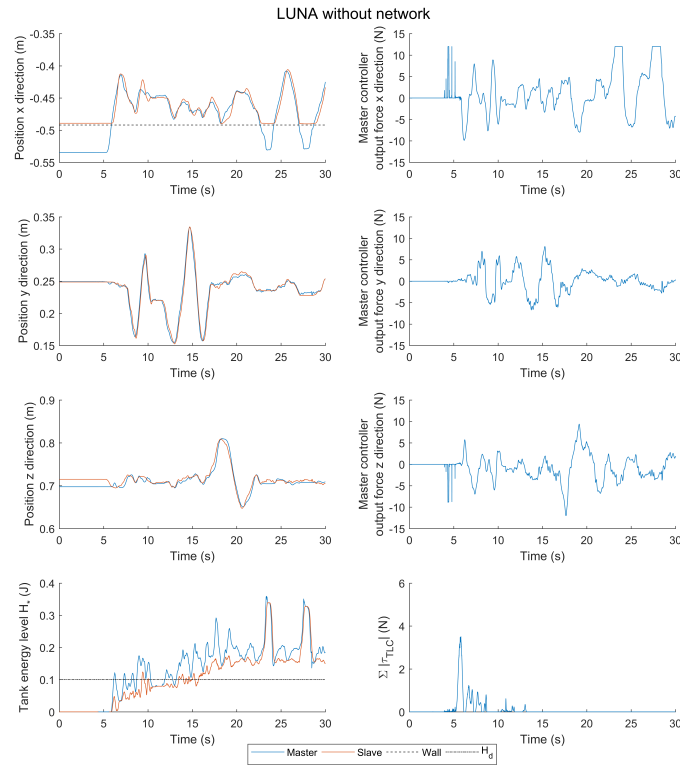 LUNA without network
-0.35
-0.4
-0.45
-0.5
-0.55
Position x direction (m)
0 5 10 15 20 25 30
Time (s)
15
10
5
0
-5
-10
-15
Master controller
output force x direction (N)
0 5 10 15 20 25 30
Time (s)
0.35
0.3
0.25
0.2
0.15
Position y direction (m)
0 5 10 15 20 25 30
Time (s)
15
10
5
0
-5
-10
-15
Master controller
output force y direction (N)
0 5 10 15 20 25 30
Time (s)
0.9
0.8
0.7
0.6
Position z direction (m)
0 5 10 15 20 25 30
Time (s)
15
10
5
0
-5
-10
-15
Master controller
output force z direction (N)
0 5 10 15 20 25 30
Time (s)
0.4
0.3
0.2
0.1
0
Tank energy level H* (J)
0 5 10 15 20 25 30
Time (s)
6
4
2
0
Σ |τTLC| (N)
0 5 10 15 20 25 30
Time (s)
Master Slave Wall Hd